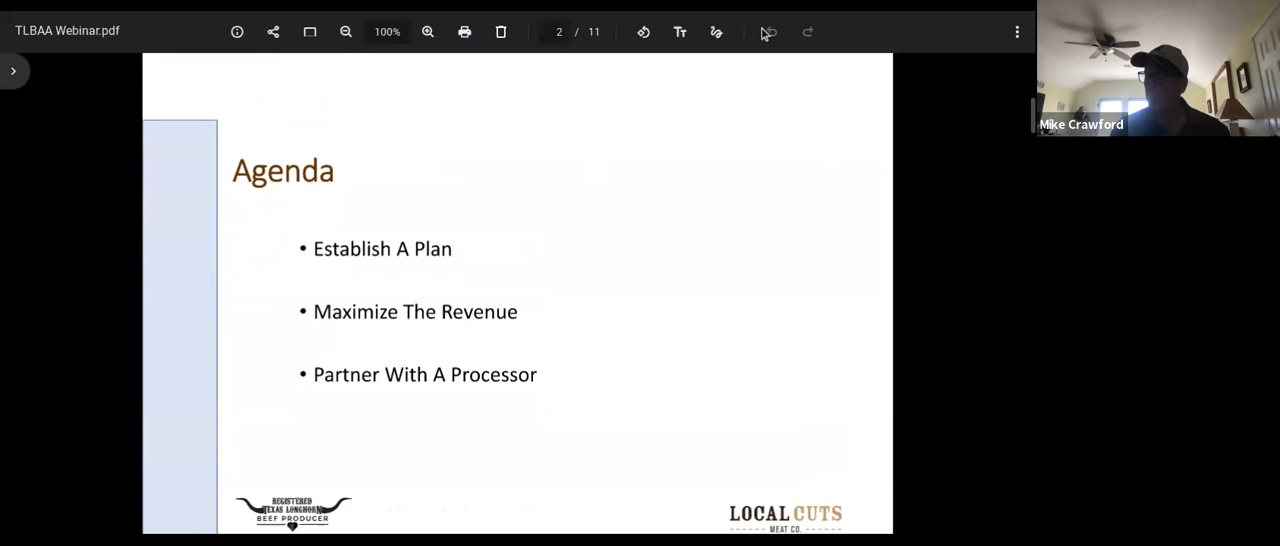 TLBAA Webinar.pdf
100%
2 / 11
Mike Crawford
Agenda
• Establish A Plan
• Maximize The Revenue
• Partner With A Processor
REGISTERED
TEXAS LONGHORN
BEEF PRODUCER
LOCAL CUTS
MEAT CO.